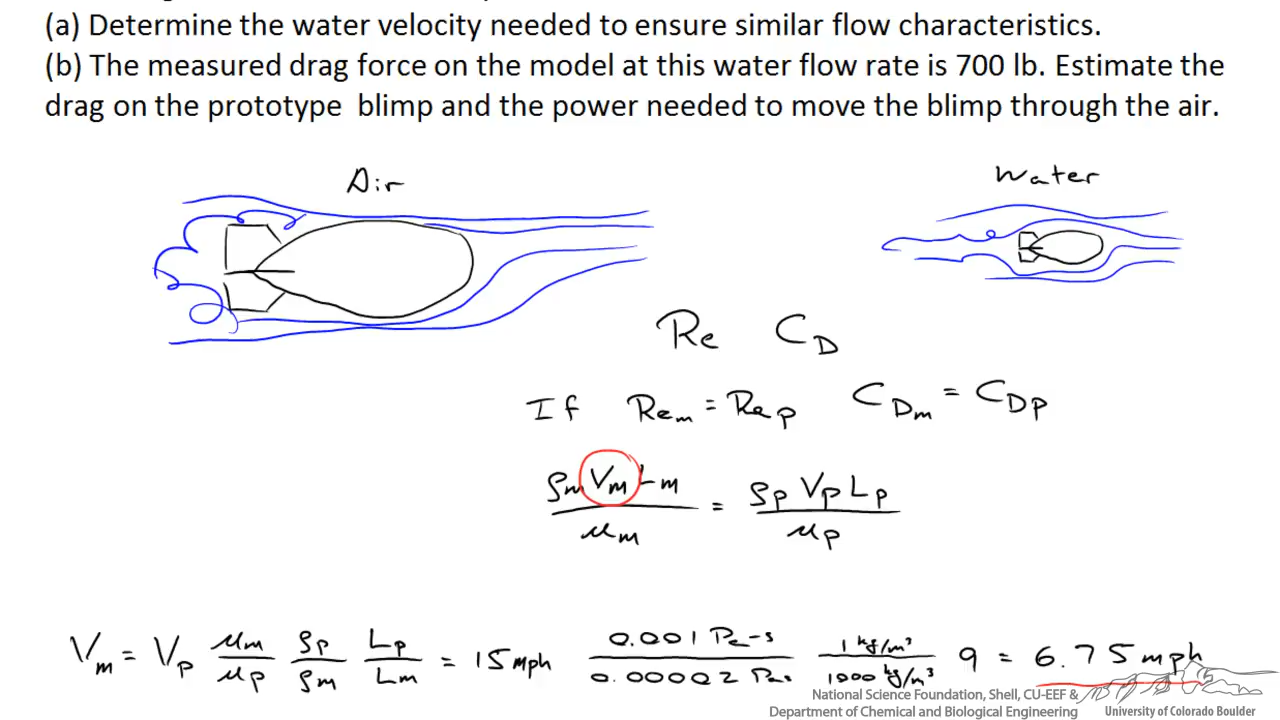 (a) Determine the water velocity needed to ensure similar flow characteristics.
(b) The measured drag force on the model at this water flow rate is 700 lb. Estimate the
drag on the prototype blimp and the power needed to move the blimp through the air.
Air
Water
Re C_D
If Re_m = Re_p C_Dm = C_Dp
ρ_m V_m L_m / μ_m = ρ_p V_p L_p / μ_p
V_m = V_p μ_m/μ_p ρ_p/ρ_m L_p/L_m = 15 mph 0.001 Pa-s / 0.00002 Pa-s 1 kg/m³ / 1000 kg/m³ 9 = 6.75 mph
National Science Foundation, Shell, CU-EEF &
Department of Chemical and Biological Engineering
University of Colorado Boulder